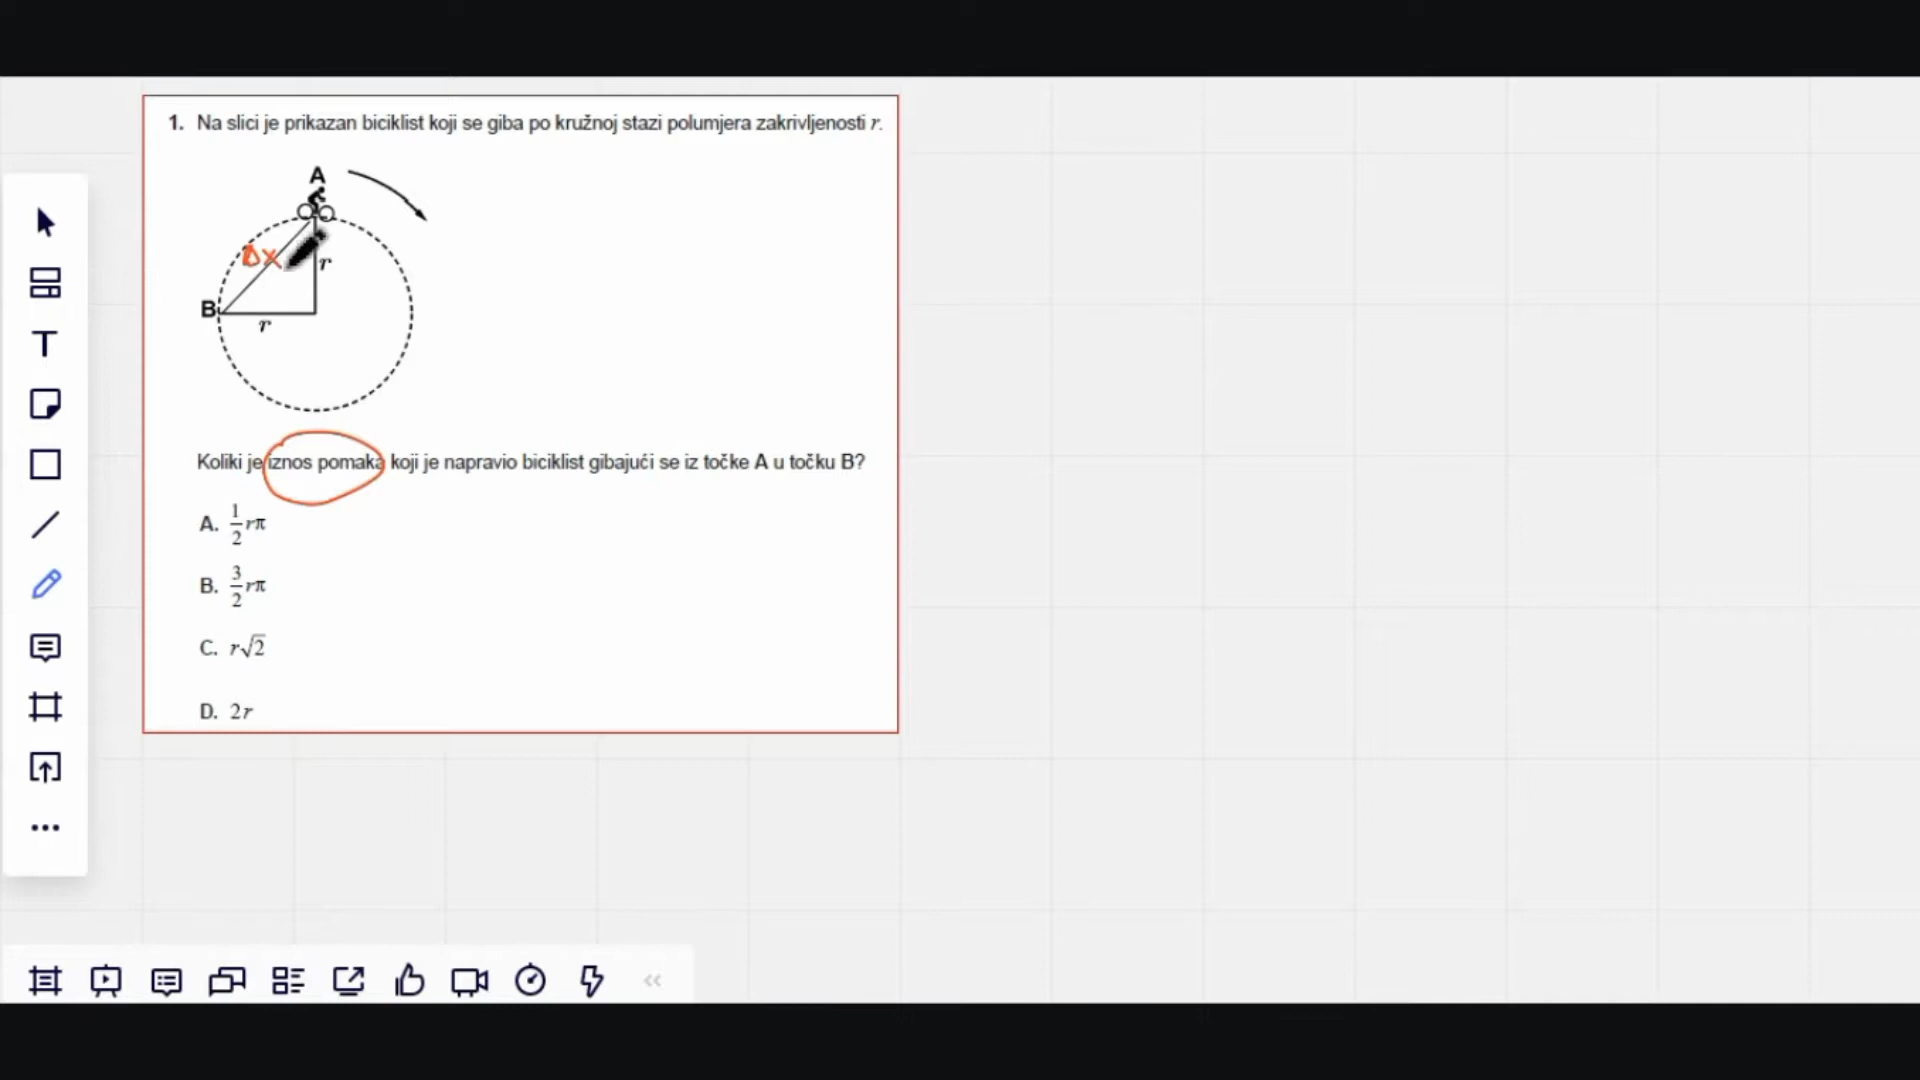 1. Na slici je prikazan biciklist koji se giba po kružnoj stazi polumjera zakrivljenosti r.
A
Δx
r
B
r
Koliki je iznos pomaka koji je napravio biciklist gibajući se iz točke A u točku B?
A. 1/2 rπ
B. 3/2 rπ
C. r√2
D. 2r